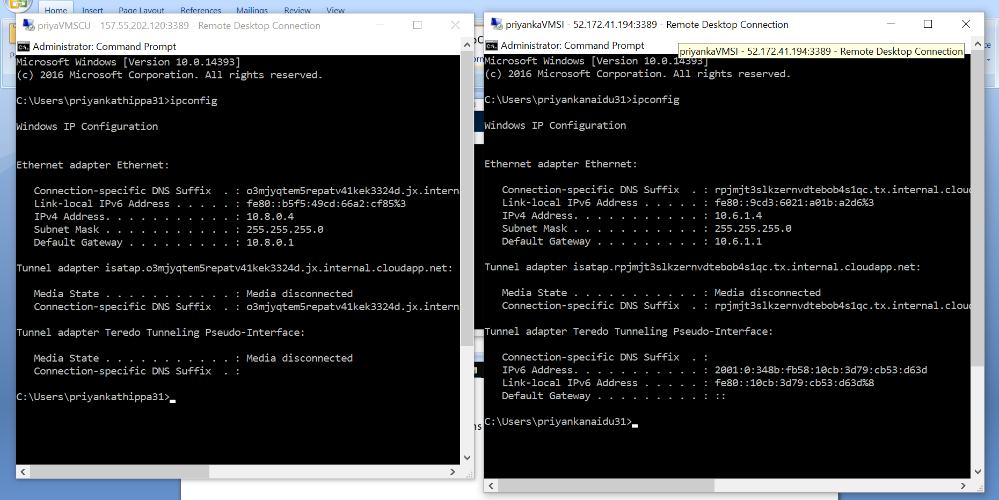 Home Insert Page Layout References Mailings Review View
priyaVMSCU - 157.55.202.120:3389 - Remote Desktop Connection
Administrator: Command Prompt
Microsoft Windows [Version 10.0.14393]
(c) 2016 Microsoft Corporation. All rights reserved.
C:\Users\priyankathippa31>ipconfig
Windows IP Configuration
Ethernet adapter Ethernet:
Connection-specific DNS Suffix . : o3mjyqtem5repatv41kek3324d.jx.intern
Link-local IPv6 Address . . . . . : fe80::b5f5:49cd:66a2:cf85%3
IPv4 Address. . . . . . . . . . . : 10.8.0.4
Subnet Mask . . . . . . . . . . . : 255.255.255.0
Default Gateway . . . . . . . . . : 10.8.0.1
Tunnel adapter isatap.o3mjyqtem5repatv41kek3324d.jx.internal.cloudapp.net:
Media State . . . . . . . . . . . : Media disconnected
Connection-specific DNS Suffix . : o3mjyqtem5repatv41kek3324d.jx.intern
Tunnel adapter Teredo Tunneling Pseudo-Interface:
Media State . . . . . . . . . . . : Media disconnected
Connection-specific DNS Suffix . :
C:\Users\priyankathippa31>
priyankaVMSI - 52.172.41.194:3389 - Remote Desktop Connection
Administrator: Command Prompt
priyankaVMSI - 52.172.41.194:3389 - Remote Desktop Connection
Microsoft Windows [Version 10.0.14393]
(c) 2016 Microsoft Corporation. All rights reserved.
C:\Users\priyankanaidu31>ipconfig
Windows IP Configuration
Ethernet adapter Ethernet:
Connection-specific DNS Suffix . : rpjmjt3slkzernvdtebob4s1qc.tx.internal.cloud
Link-local IPv6 Address . . . . . : fe80::9cd3:6021:a01b:a2d6%3
IPv4 Address. . . . . . . . . . . : 10.6.1.4
Subnet Mask . . . . . . . . . . . : 255.255.255.0
Default Gateway . . . . . . . . . : 10.6.1.1
Tunnel adapter isatap.rpjmjt3slkzernvdtebob4s1qc.tx.internal.cloudapp.net:
Media State . . . . . . . . . . . : Media disconnected
Connection-specific DNS Suffix . : rpjmjt3slkzernvdtebob4s1qc.tx.internal.cloud
Tunnel adapter Teredo Tunneling Pseudo-Interface:
Connection-specific DNS Suffix . :
IPv6 Address. . . . . . . . . . . : 2001:0:348b:fb58:10cb:3d79:cb53:d63d
Link-local IPv6 Address . . . . . : fe80::10cb:3d79:cb53:d63d%8
Default Gateway . . . . . . . . . : ::
C:\Users\priyankanaidu31>